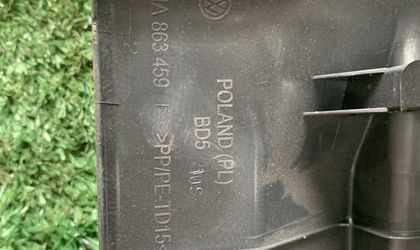 A 863 459 F
>PP/PE-TD15<
POLAND (PL)
BD5